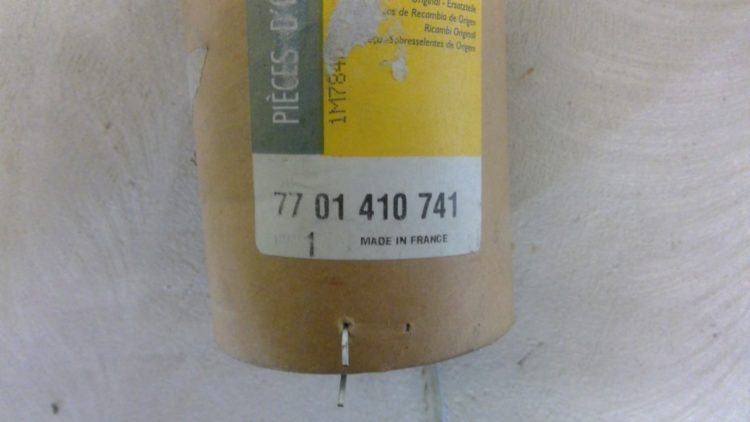 Original - Ersatzteile
os de Recambio de Origen
Ricambi Originali
Sobresselentes de Origem
PIÈCES D'O
1M784
77 01 410 741
1 MADE IN FRANCE